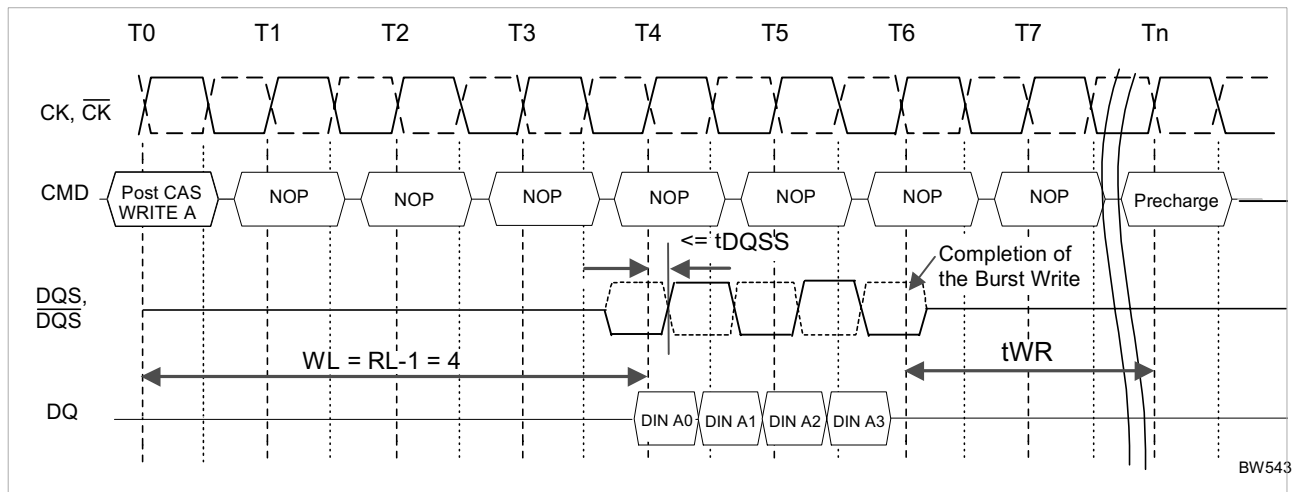 T0 T1 T2 T3 T4 T5 T6 T7 Tn
CK, CK
CMD
Post CAS
WRITE A
NOP NOP NOP NOP NOP NOP NOP Precharge
<= tDQSS
Completion of
the Burst Write
DQS,
DQS
WL = RL-1 = 4
tWR
DQ
DIN A0 DIN A1 DIN A2 DIN A3
BW543